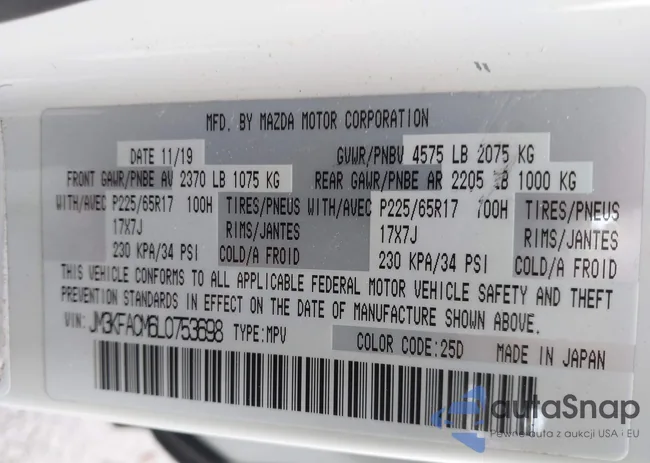 MFD. BY MAZDA MOTOR CORPORATION
DATE 11/19 GVWR/PNBV 4575 LB 2075 KG
FRONT GAWR/PNBE AV 2370 LB 1075 KG REAR GAWR/PNBE AR 2205 LB 1000 KG
WITH/AVEC P225/65R17 100H TIRES/PNEUS WITH/AVEC P225/65R17 100H TIRES/PNEUS
17X7J RIMS/JANTES 17X7J RIMS/JANTES
230 KPA/34 PSI COLD/A FROID 230 KPA/34 PSI COLD/A FROID
THIS VEHICLE CONFORMS TO ALL APPLICABLE FEDERAL MOTOR VEHICLE SAFETY AND THEFT
PREVENTION STANDARDS IN EFFECT ON THE DATE OF MANUFACTURE SHOWN ABOVE.
VIN: JM3KFACM6L0753698 TYPE: MPV
COLOR CODE: 25D MADE IN JAPAN
autaSnap
Pewne auta z aukcji USA i EU